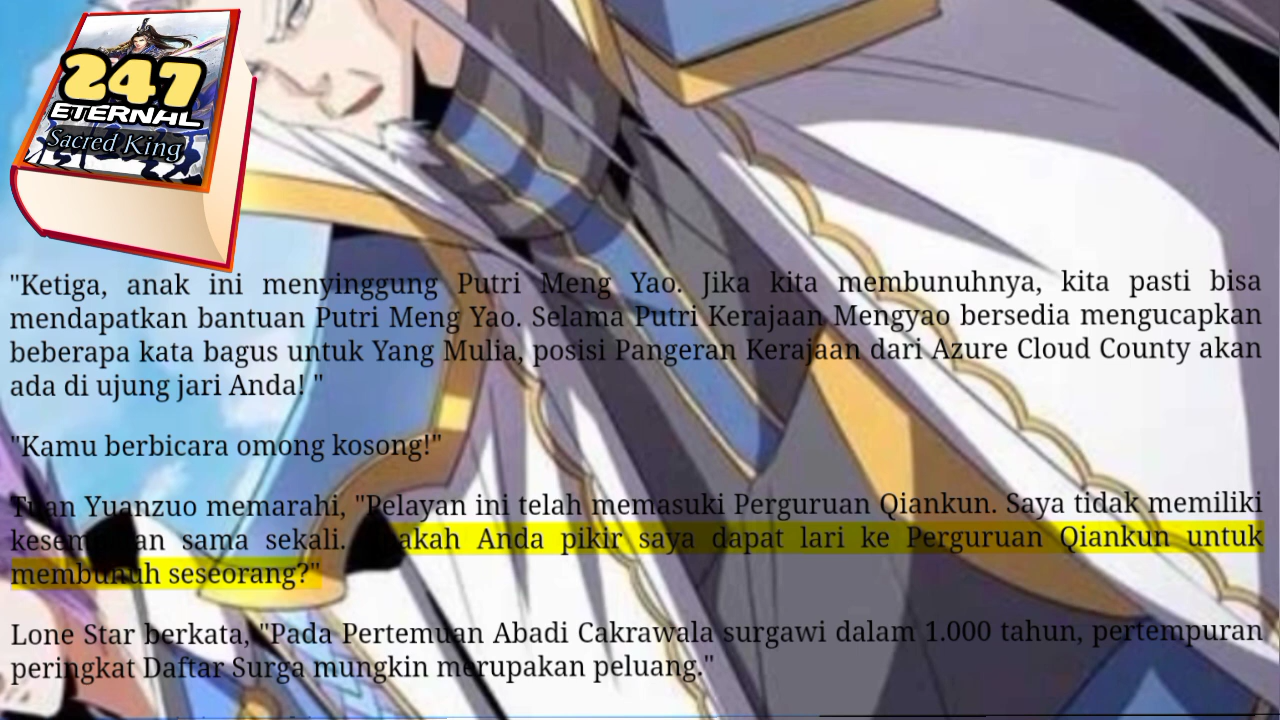 247
ETERNAL
Sacred King
"Ketiga, anak ini menyinggung Putri Meng Yao. Jika kita membunuhnya, kita pasti bisa
mendapatkan bantuan Putri Meng Yao. Selama Putri Kerajaan Mengyao bersedia mengucapkan
beberapa kata bagus untuk Yang Mulia, posisi Pangeran Kerajaan dari Azure Cloud County akan
ada di ujung jari Anda! "
"Kamu berbicara omong kosong!"
Yuanzuo memarahi, "Pelayan ini telah memasuki Perguruan Qiankun. Saya tidak memiliki
sama sekali. Anda pikir saya dapat lari ke Perguruan Qiankun untuk
membunuh seseorang?"
Lone Star berkata, "Pada Pertemuan Abadi Cakrawala surgawi dalam 1.000 tahun, pertempuran
peringkat Daftar Surga mungkin merupakan peluang."